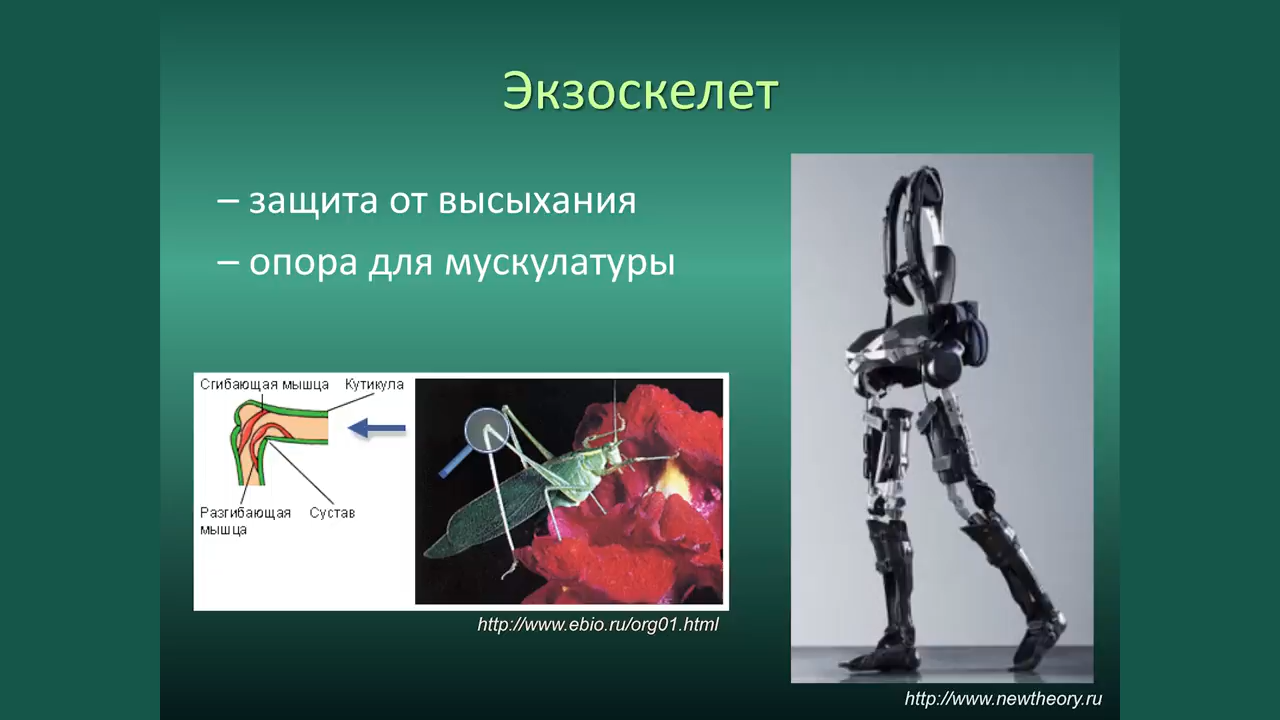 Экзоскелет
– защита от высыхания
– опора для мускулатуры
Сгибающая мышца Кутикула
Разгибающая мышца Сустав
http://www.ebio.ru/org01.html
http://www.newtheory.ru